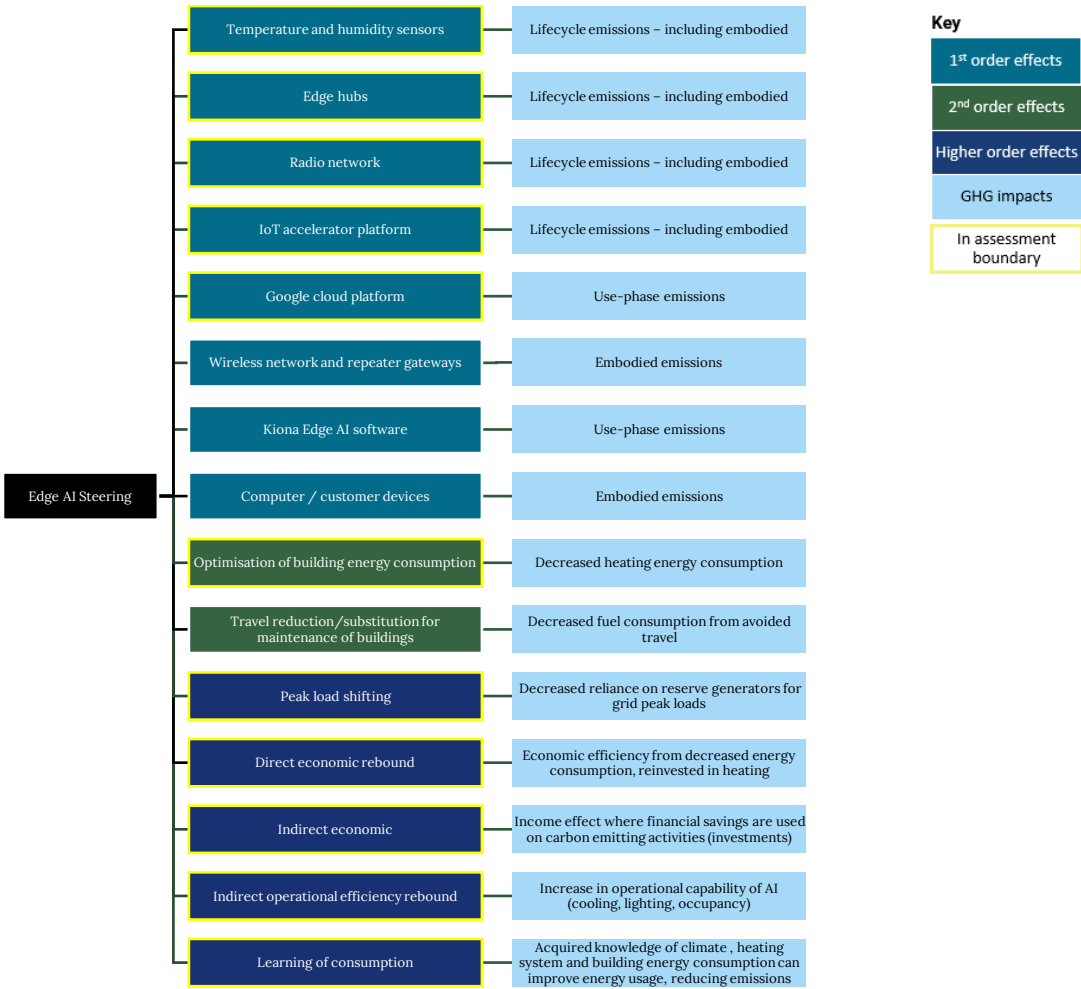 Temperature and humidity sensors
Lifecycle emissions – including embodied
Edge hubs
Lifecycle emissions – including embodied
Radio network
Lifecycle emissions – including embodied
IoT accelerator platform
Lifecycle emissions – including embodied
Google cloud platform
Use-phase emissions
Wireless network and repeater gateways
Embodied emissions
Kiona Edge AI software
Use-phase emissions
Edge AI Steering
Computer / customer devices
Embodied emissions
Optimisation of building energy consumption
Decreased heating energy consumption
Travel reduction/substitution for
maintenance of buildings
Decreased fuel consumption from avoided
travel
Peak load shifting
Decreased reliance on reserve generators for
grid peak loads
Direct economic rebound
Economic efficiency from decreased energy
consumption, reinvested in heating
Indirect economic
Income effect where financial savings are used
on carbon emitting activities (investments)
Indirect operational efficiency rebound
Increase in operational capability of AI
(cooling, lighting, occupancy)
Learning of consumption
Acquired knowledge of climate , heating
system and building energy consumption can
improve energy usage, reducing emissions
Key
1st order effects
2nd order effects
Higher order effects
GHG impacts
In assessment
boundary